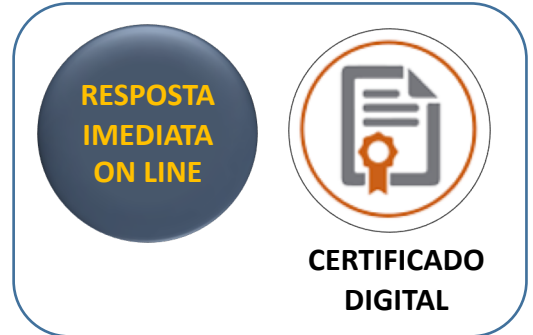 RESPOSTA
IMEDIATA
ON LINE
CERTIFICADO
DIGITAL